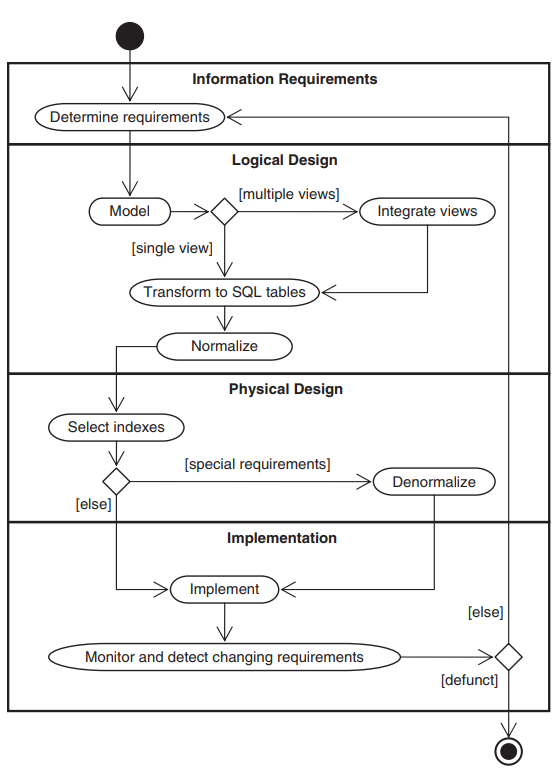 Information Requirements
Determine requirements
Logical Design
[multiple views]
Model
Integrate views
[single view]
Transform to SQL tables
Normalize
Physical Design
Select indexes
[special requirements]
Denormalize
[else]
Implementation
Implement
[else]
Monitor and detect changing requirements
[defunct]